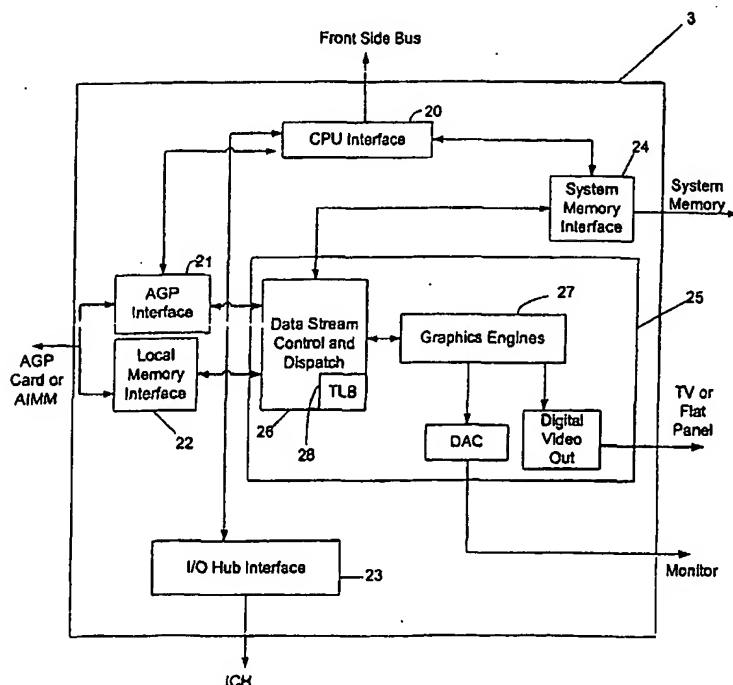 Front Side Bus
3
20
CPU Interface
24
System
Memory
Interface
System
Memory
21
AGP
Interface
27
25
Data Stream
Control and
Dispatch
Graphics Engines
AGP
Card or
AIMM
Local
Memory
Interface
TLB
TV or
Flat
Panel
22
26
28
DAC
Digital
Video
Out
I/O Hub Interface
23
Monitor
ICH